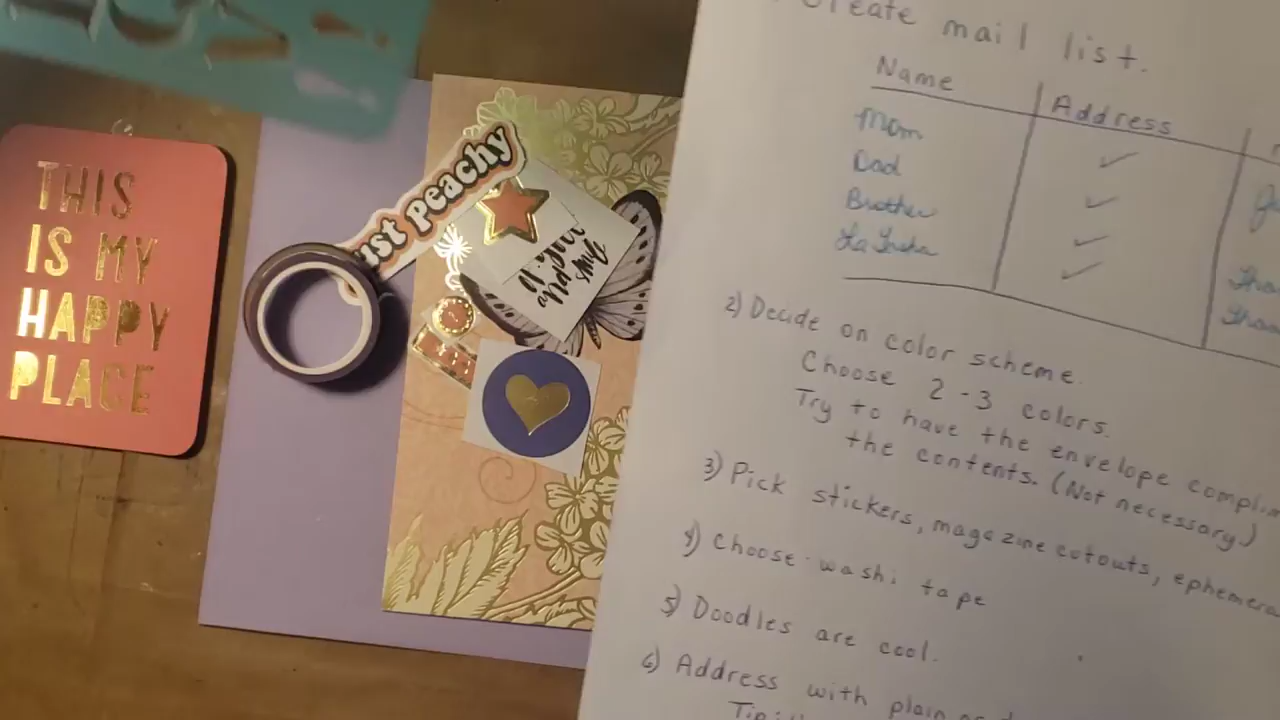 Create mail list.
Name
Address
Mom
Dad
Brother
2) Decide on color scheme.
Choose 2-3 colors.
Try to have the envelope
the contents. (Not necessary.)
3) Pick stickers, magazine cutouts, ephemera
4) Choose washi tape
5) Doodles are cool.
6) Address with plain
THIS
IS MY
HAPPY
PLACE
Peachy